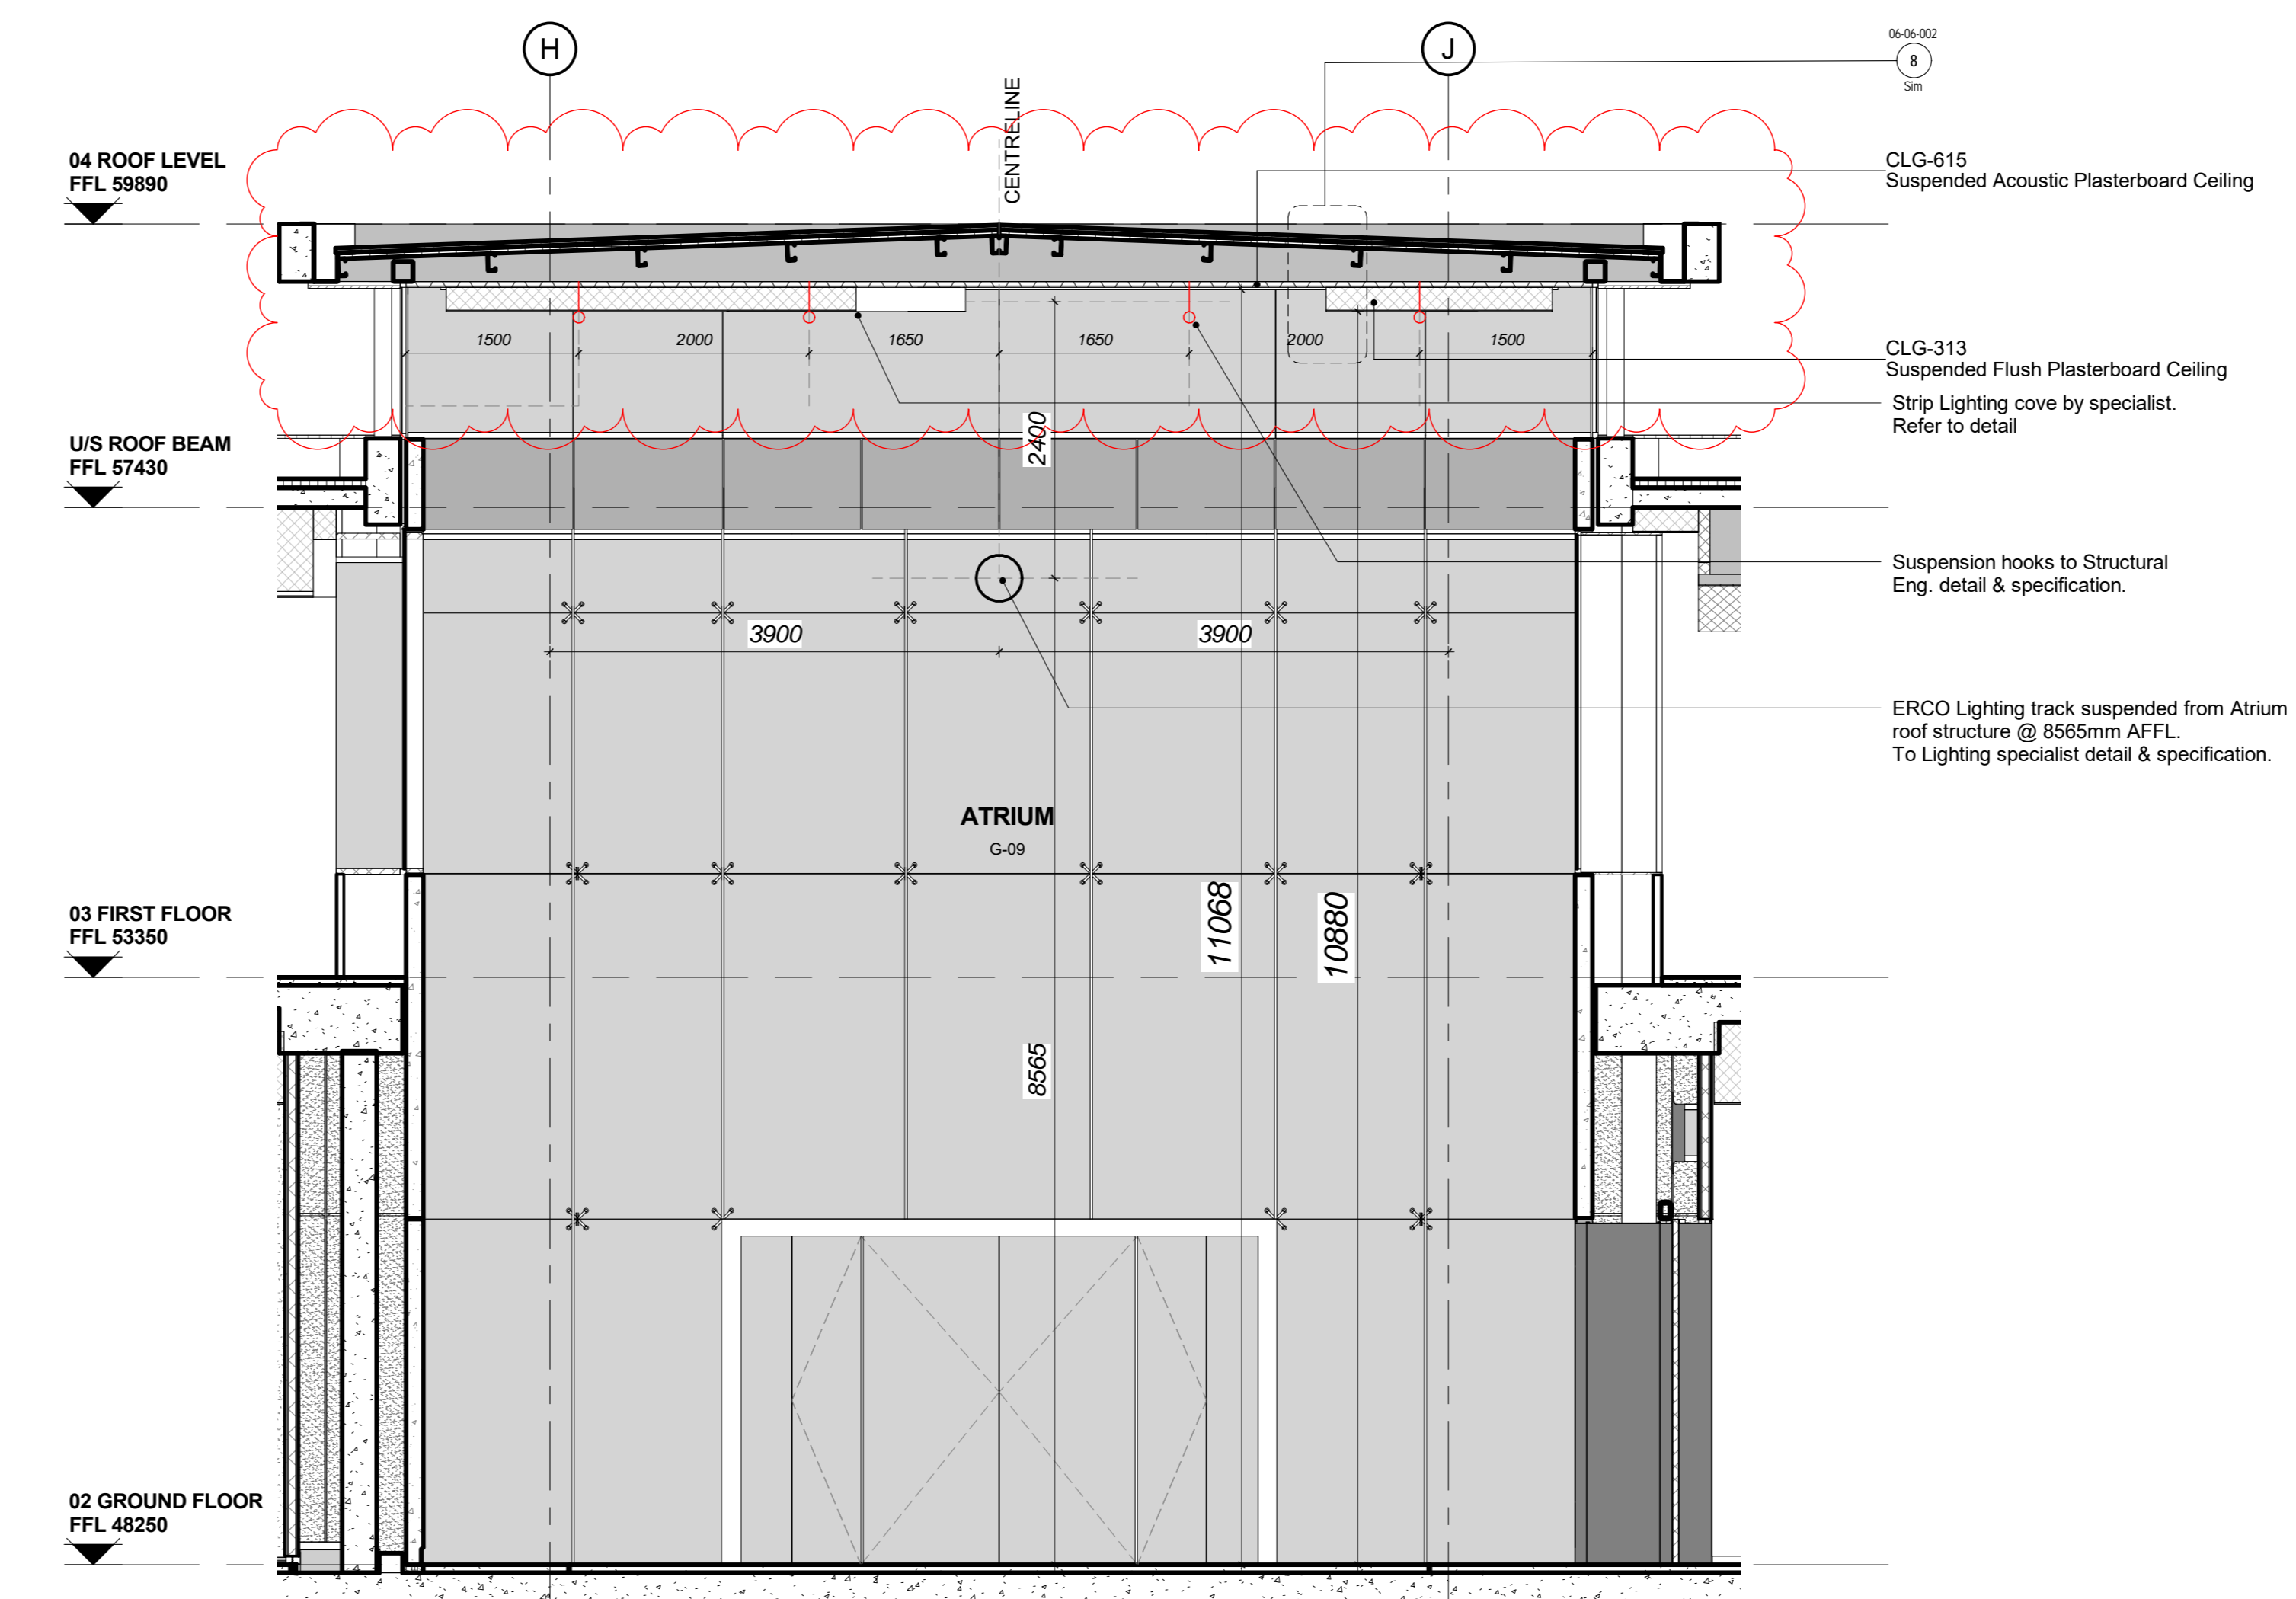 H
J
06-06-002
8
Sim
CENTRELINE
04 ROOF LEVEL
FFL 59890
CLG-615
Suspended Acoustic Plasterboard Ceiling
1500
2000
1650
1650
2000
1500
CLG-313
Suspended Flush Plasterboard Ceiling
Strip Lighting cove by specialist.
Refer to detail
2400
U/S ROOF BEAM
FFL 57430
Suspension hooks to Structural
Eng. detail & specification.
3900
3900
ERCO Lighting track suspended from Atrium
roof structure @ 8565mm AFFL.
To Lighting specialist detail & specification.
ATRIUM
G-09
11068
10880
03 FIRST FLOOR
FFL 53350
8565
02 GROUND FLOOR
FFL 48250